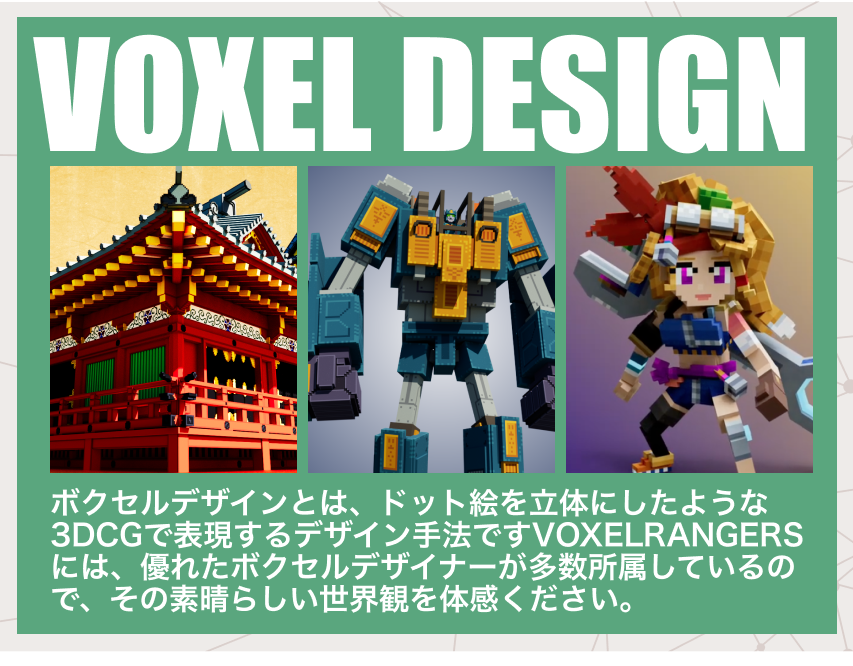 VOXEL DESIGN
ボクセルデザインとは、ドット絵を立体にしたような
3DCGで表現するデザイン手法ですVOXELRANGERS
には、優れたボクセルデザイナーが多数所属しているの
で、その素晴らしい世界観を体感ください。